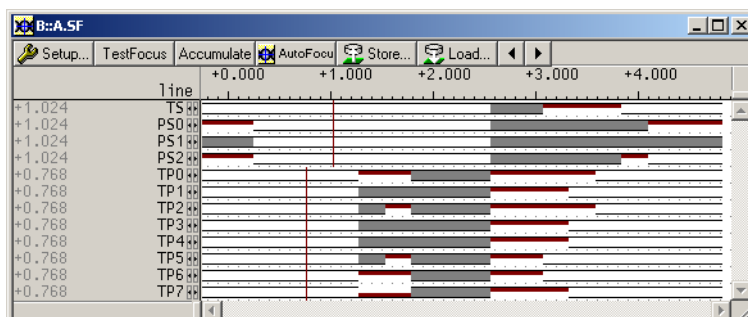 B::A.SF
Setup... TestFocus Accumulate AutoFocu Store... Load...
line +0.000 +1.000 +2.000 +3.000 +4.000
+1.024 TS
+1.024 PS0
+1.024 PS1
+1.024 PS2
+0.768 TP0
+0.768 TP1
+0.768 TP2
+0.768 TP3
+0.768 TP4
+0.768 TP5
+0.768 TP6
+0.768 TP7